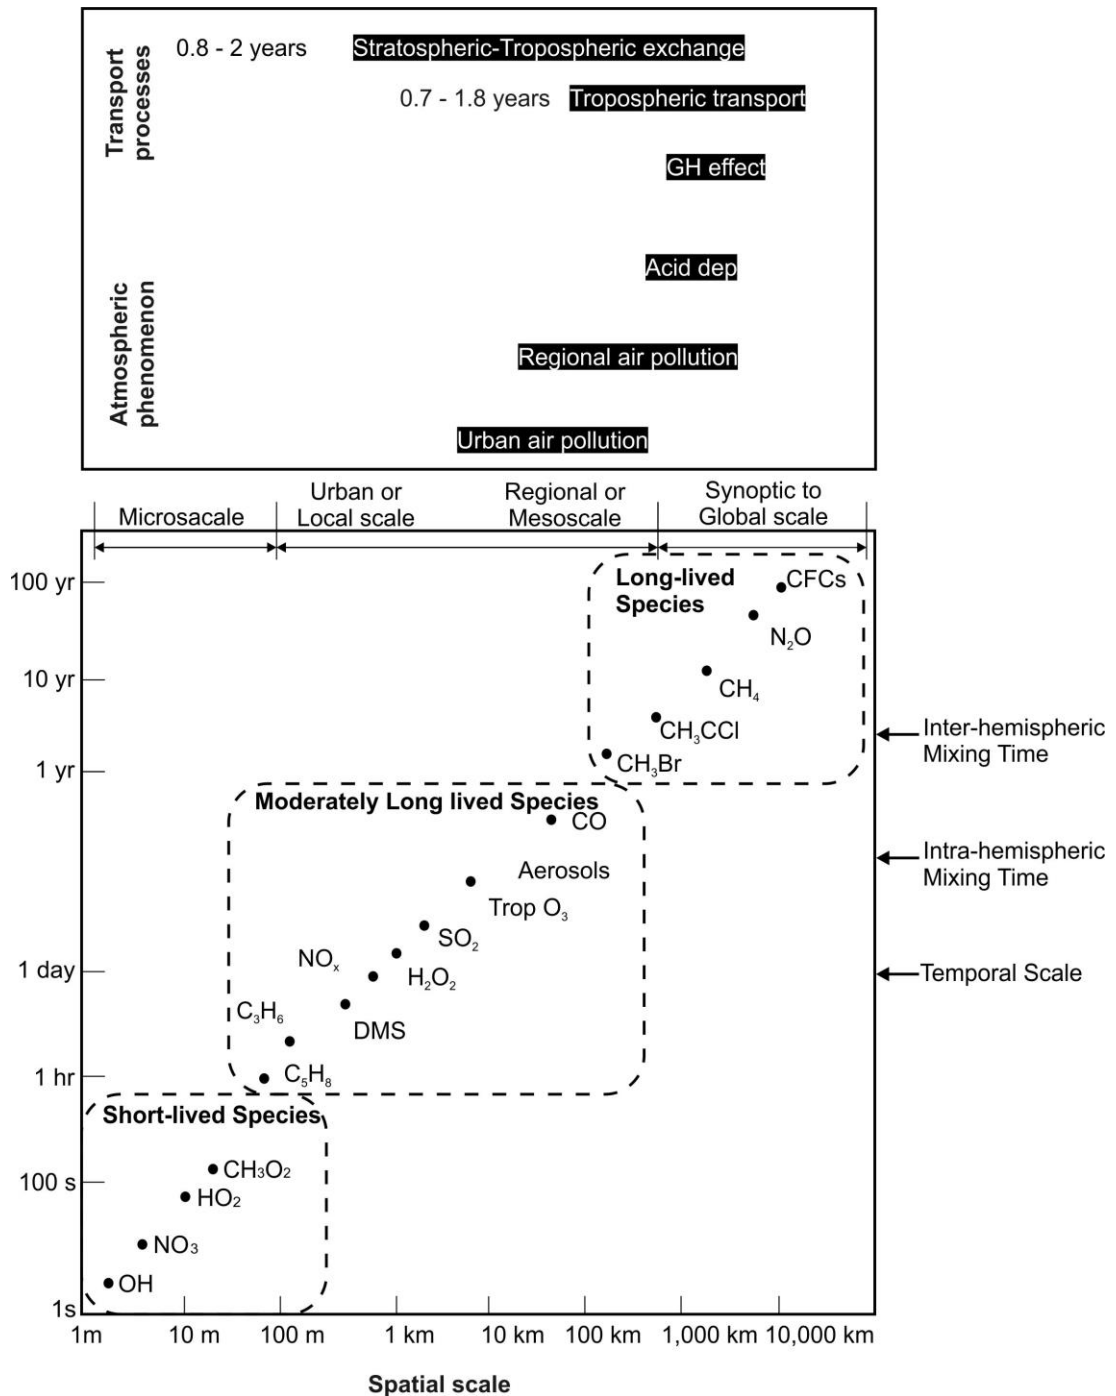 Transport
processes
0.8 - 2 years
Stratospheric-Tropospheric exchange
0.7 - 1.8 years
Tropospheric transport
GH effect
Atmospheric
phenomenon
Acid dep
Regional air pollution
Urban air pollution
Microsacale
Urban or
Local scale
Regional or
Mesoscale
Synoptic to
Global scale
100 yr
10 yr
1 yr
1 day
1 hr
100 s
1s
Long-lived
Species
CFCs
N₂O
CH₄
CH₃CCl
CH₃Br
Moderately Long lived Species
CO
Aerosols
Trop O₃
SO₂
NOₓ
H₂O₂
C₃H₆
DMS
C₅H₈
Short-lived Species
CH₃O₂
HO₂
NO₃
OH
Inter-hemispheric
Mixing Time
Intra-hemispheric
Mixing Time
Temporal Scale
1m
10 m
100 m
1 km
10 km
100 km
1,000 km
10,000 km
Spatial scale